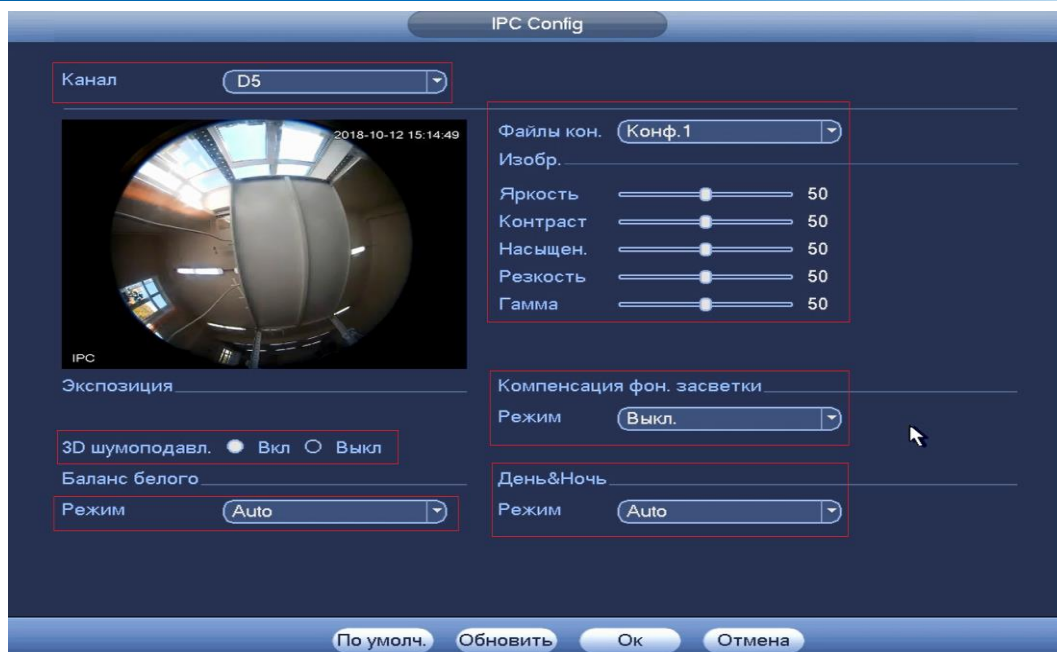 IPC Config
Канал D5
2018-10-12 15:14:49
IPC
Файлы кон. Конф.1
Изобр.
Яркость 50
Контраст 50
Насыщен. 50
Резкость 50
Гамма 50
Экспозиция
Компенсация фон. засветки
Режим Выкл.
3D шумоподавл. Вкл Выкл
Баланс белого
День&Ночь
Режим Auto
Режим Auto
По умолч. Обновить Ок Отмена